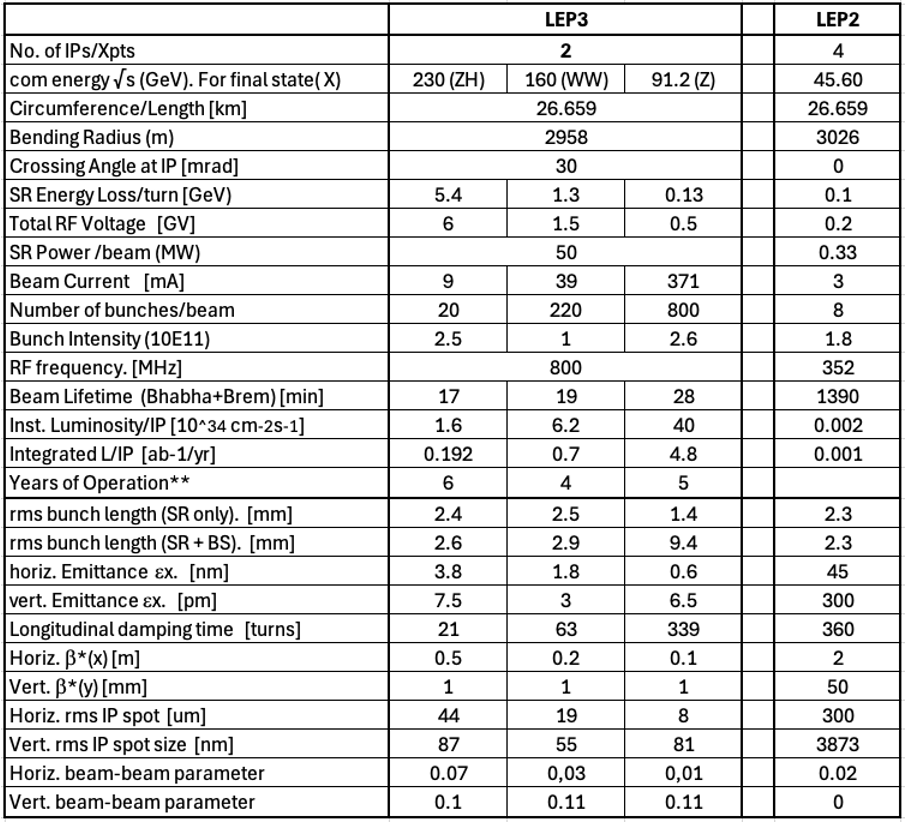 LEP3 LEP2
No. of IPs/Xpts 2 4
com energy √s (GeV). For final state( X) 230 (ZH) 160 (WW) 91.2 (Z) 45.60
Circumference/Length [km] 26.659 26.659
Bending Radius (m) 2958 3026
Crossing Angle at IP [mrad] 30 0
SR Energy Loss/turn [GeV] 5.4 1.3 0.13 0.1
Total RF Voltage [GV] 6 1.5 0.5 0.2
SR Power /beam (MW) 50 0.33
Beam Current [mA] 9 39 371 3
Number of bunches/beam 20 220 800 8
Bunch Intensity (10E11) 2.5 1 2.6 1.8
RF frequency. [MHz] 800 352
Beam Lifetime (Bhabha+Brem) [min] 17 19 28 1390
Inst. Luminosity/IP [10^34 cm-2s-1] 1.6 6.2 40 0.002
Integrated L/IP [ab-1/yr] 0.192 0.7 4.8 0.001
Years of Operation** 6 4 5
rms bunch length (SR only). [mm] 2.4 2.5 1.4 2.3
rms bunch length (SR + BS). [mm] 2.6 2.9 9.4 2.3
horiz. Emittance εx. [nm] 3.8 1.8 0.6 45
vert. Emittance εx. [pm] 7.5 3 6.5 300
Longitudinal damping time [turns] 21 63 339 360
Horiz. β*(x) [m] 0.5 0.2 0.1 2
Vert. β*(y) [mm] 1 1 1 50
Horiz. rms IP spot [um] 44 19 8 300
Vert. rms IP spot size [nm] 87 55 81 3873
Horiz. beam-beam parameter 0.07 0,03 0,01 0.02
Vert. beam-beam parameter 0.1 0.11 0.11 0